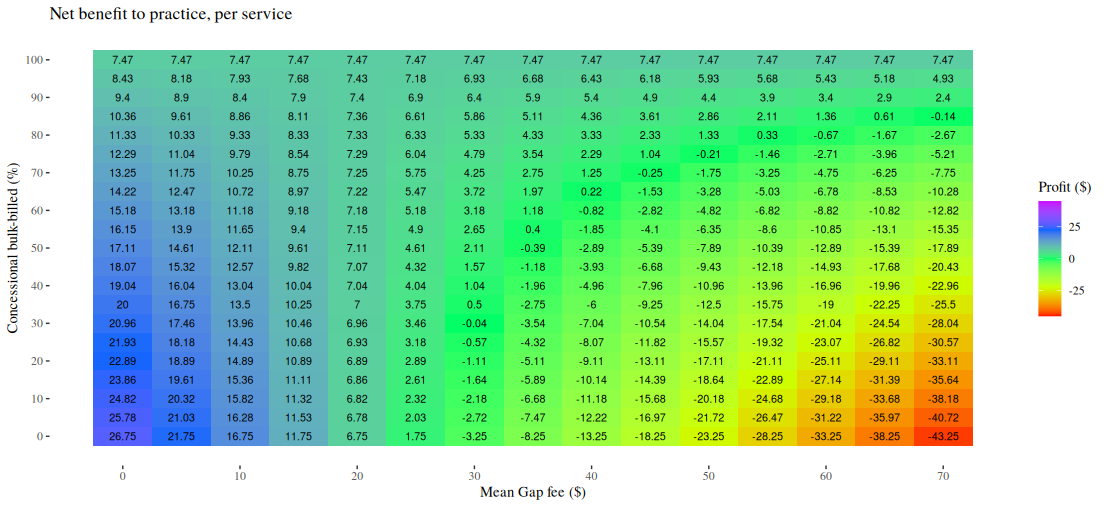 Net benefit to practice, per service
100 7.47 7.47 7.47 7.47 7.47 7.47 7.47 7.47 7.47 7.47 7.47 7.47 7.47 7.47 7.47
8.43 8.18 7.93 7.68 7.43 7.18 6.93 6.68 6.43 6.18 5.93 5.68 5.43 5.18 4.93
90 9.4 8.9 8.4 7.9 7.4 6.9 6.4 5.9 5.4 4.9 4.4 3.9 3.4 2.9 2.4
10.36 9.61 8.86 8.11 7.36 6.61 5.86 5.11 4.36 3.61 2.86 2.11 1.36 0.61 -0.14
80 11.33 10.33 9.33 8.33 7.33 6.33 5.33 4.33 3.33 2.33 1.33 0.33 -0.67 -1.67 -2.67
12.29 11.04 9.79 8.54 7.29 6.04 4.79 3.54 2.29 1.04 -0.21 -1.46 -2.71 -3.96 -5.21
70 13.25 11.75 10.25 8.75 7.25 5.75 4.25 2.75 1.25 -0.25 -1.75 -3.25 -4.75 -6.25 -7.75
14.22 12.47 10.72 8.97 7.22 5.47 3.72 1.97 0.22 -1.53 -3.28 -5.03 -6.78 -8.53 -10.28
60 15.18 13.18 11.18 9.18 7.18 5.18 3.18 1.18 -0.82 -2.82 -4.82 -6.82 -8.82 -10.82 -12.82
16.15 13.9 11.65 9.4 7.15 4.9 2.65 0.4 -1.85 -4.1 -6.35 -8.6 -10.85 -13.1 -15.35
50 17.11 14.61 12.11 9.61 7.11 4.61 2.11 -0.39 -2.89 -5.39 -7.89 -10.39 -12.89 -15.39 -17.89
18.07 15.32 12.57 9.82 7.07 4.32 1.57 -1.18 -3.93 -6.68 -9.43 -12.18 -14.93 -17.68 -20.43
40 19.04 16.04 13.04 10.04 7.04 4.04 1.04 -1.96 -4.96 -7.96 -10.96 -13.96 -16.96 -19.96 -22.96
20 16.75 13.5 10.25 7 3.75 0.5 -2.75 -6 -9.25 -12.5 -15.75 -19 -22.25 -25.5
30 20.96 17.46 13.96 10.46 6.96 3.46 -0.04 -3.54 -7.04 -10.54 -14.04 -17.54 -21.04 -24.54 -28.04
21.93 18.18 14.43 10.68 6.93 3.18 -0.57 -4.32 -8.07 -11.82 -15.57 -19.32 -23.07 -26.82 -30.57
20 22.89 18.89 14.89 10.89 6.89 2.89 -1.11 -5.11 -9.11 -13.11 -17.11 -21.11 -25.11 -29.11 -33.11
23.86 19.61 15.36 11.11 6.86 2.61 -1.64 -5.89 -10.14 -14.39 -18.64 -22.89 -27.14 -31.39 -35.64
10 24.82 20.32 15.82 11.32 6.82 2.32 -2.18 -6.68 -11.18 -15.68 -20.18 -24.68 -29.18 -33.68 -38.18
25.78 21.03 16.28 11.53 6.78 2.03 -2.72 -7.47 -12.22 -16.97 -21.72 -26.47 -31.22 -35.97 -40.72
0 26.75 21.75 16.75 11.75 6.75 1.75 -3.25 -8.25 -13.25 -18.25 -23.25 -28.25 -33.25 -38.25 -43.25
0 10 20 30 40 50 60 70
Mean Gap fee ($)
Concessional bulk-billed (%)
Profit ($)
25
0
-25